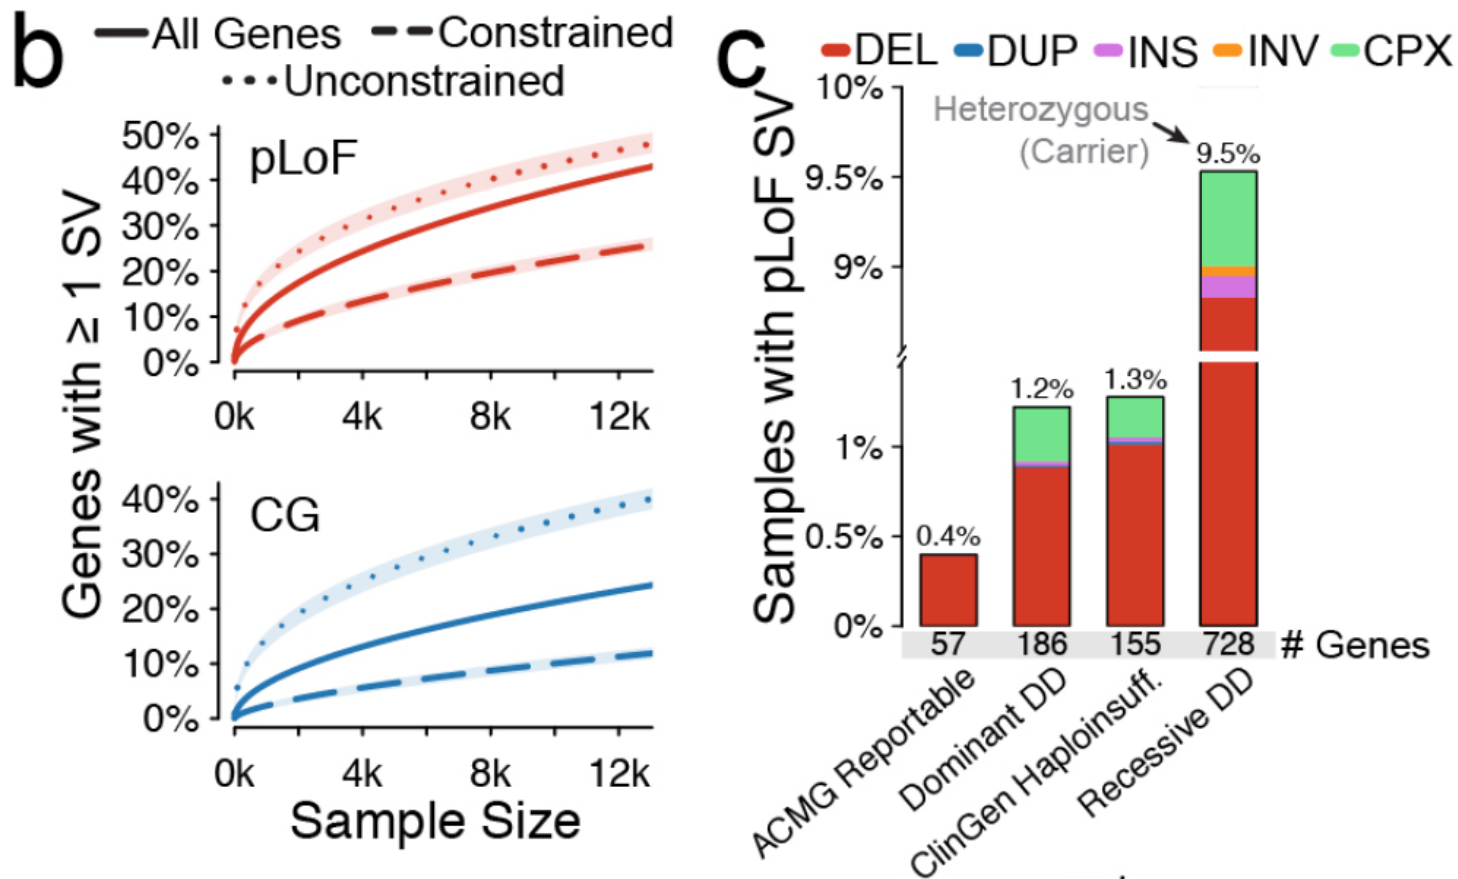 b
All Genes Constrained
Unconstrained
Genes with ≥ 1 SV
pLoF
50%
40%
30%
20%
10%
0%
0k 4k 8k 12k
CG
40%
30%
20%
10%
0%
0k 4k 8k 12k
Sample Size
c
DEL DUP INS INV CPX
Samples with pLoF SV
10%
9.5%
9%
1%
0.5%
0%
Heterozygous
(Carrier)
9.5%
1.3%
1.2%
0.4%
57 186 155 728 # Genes
ACMG Reportable
Dominant DD
ClinGen Haploinsuff.
Recessive DD